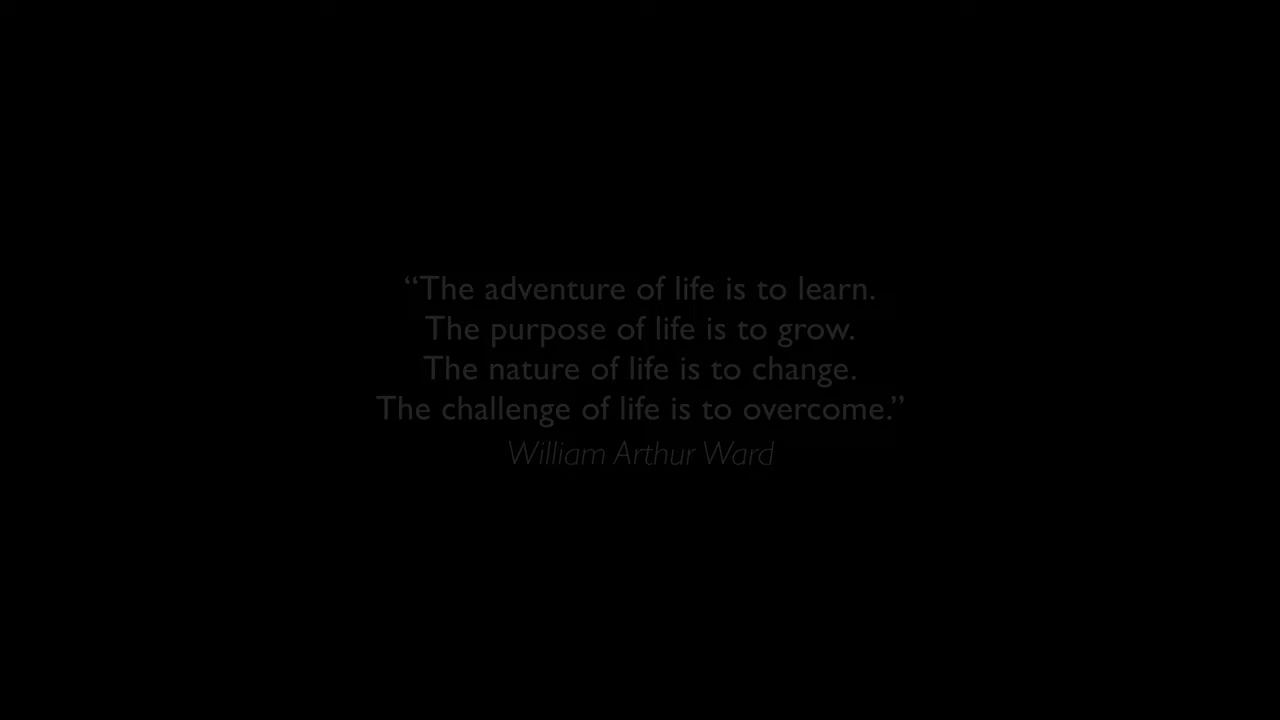 “The adventure of life is to learn.
The purpose of life is to grow.
The nature of life is to change.
The challenge of life is to overcome.”
William Arthur Ward